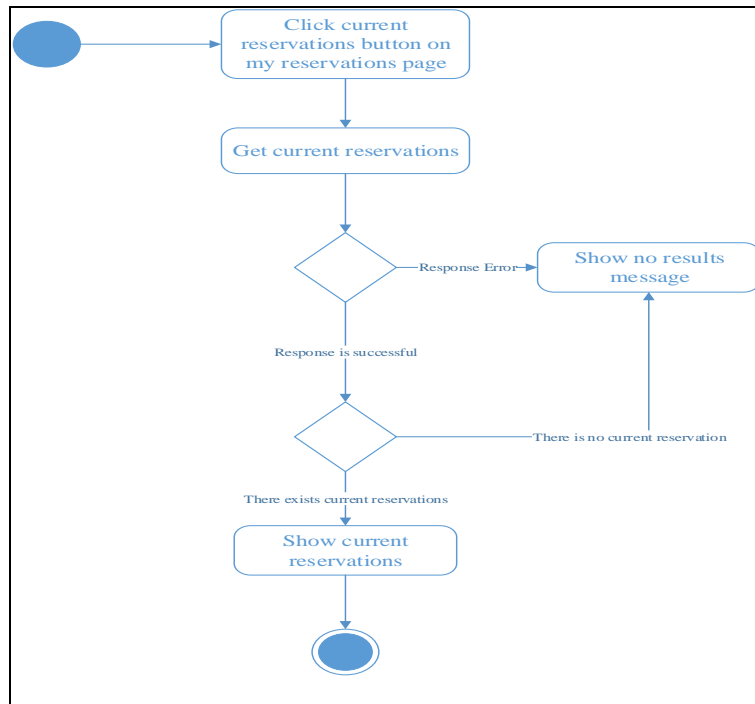 Click current
reservations button on
my reservations page
Get current reservations
Response Error
Show no results
message
Response is successful
There is no current reservation
There exists current reservations
Show current
reservations